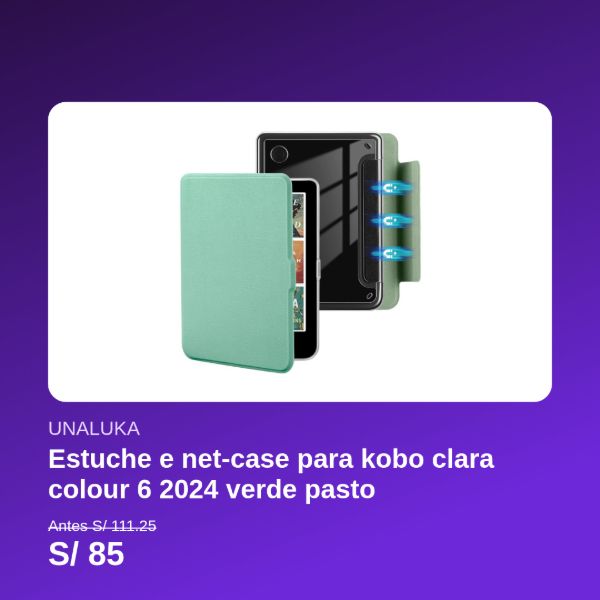 UNALUKA
Estuche e net-case para kobo clara
colour 6 2024 verde pasto
Antes S/ 111.25
S/ 85